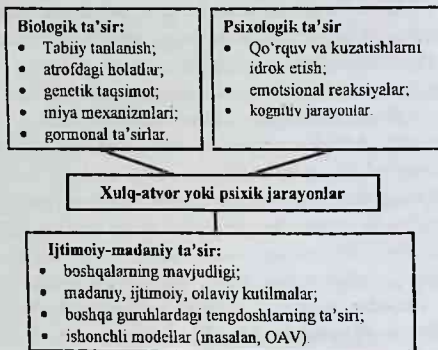 Biologik ta'sir:
• Tabiiy tanlanish;
• atrofdagi holatlar;
• genetik taqsimot;
• miya mexanizmlari;
• gormonal ta'sirlar.
Psixologik ta'sir
• Qo'rquv va kuzatishlarni
idrok etish;
• emotsional reaksiyalar;
• kognitiv jarayonlar.
Xulq-atvor yoki psixik jarayonlar
Ijtimoiy-madaniy ta'sir:
• boshqalarning mavjudligi;
• madaniy, ijtimoiy, oilaviy kutilmalar;
• boshqa guruhlardagi tengdoshlarning ta'siri;
• ishonchli modellar (masalan, OAV).